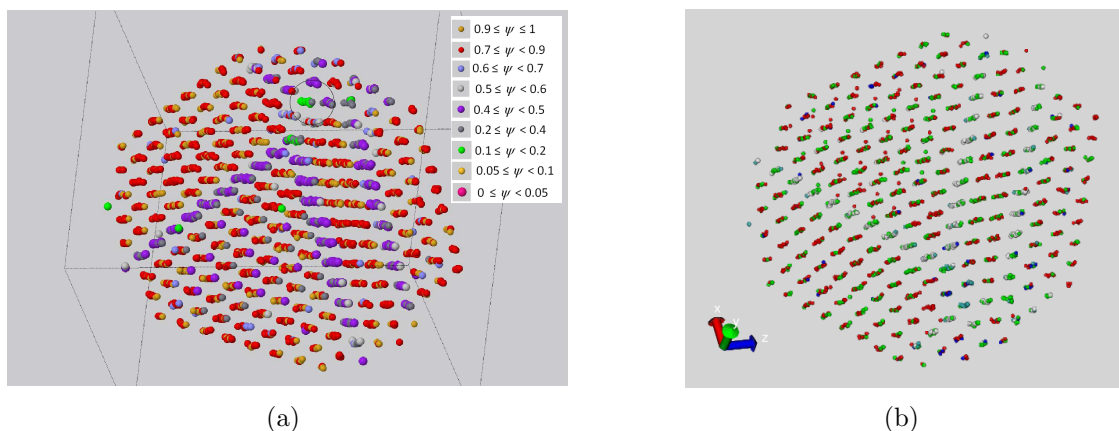 0.9 ≤ ψ ≤ 1
0.7 ≤ ψ < 0.9
0.6 ≤ ψ < 0.7
0.5 ≤ ψ < 0.6
0.4 ≤ ψ < 0.5
0.2 ≤ ψ < 0.4
0.1 ≤ ψ < 0.2
0.05 ≤ ψ < 0.1
0 ≤ ψ < 0.05
x
y
z
(a)
(b)